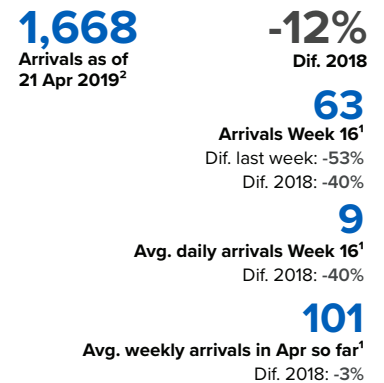 1,668
Arrivals as of
21 Apr 2019²
-12%
Dif. 2018
63
Arrivals Week 16¹
Dif. last week: -53%
Dif. 2018: -40%
9
Avg. daily arrivals Week 16¹
Dif. 2018: -40%
101
Avg. weekly arrivals in Apr so far¹
Dif. 2018: -3%